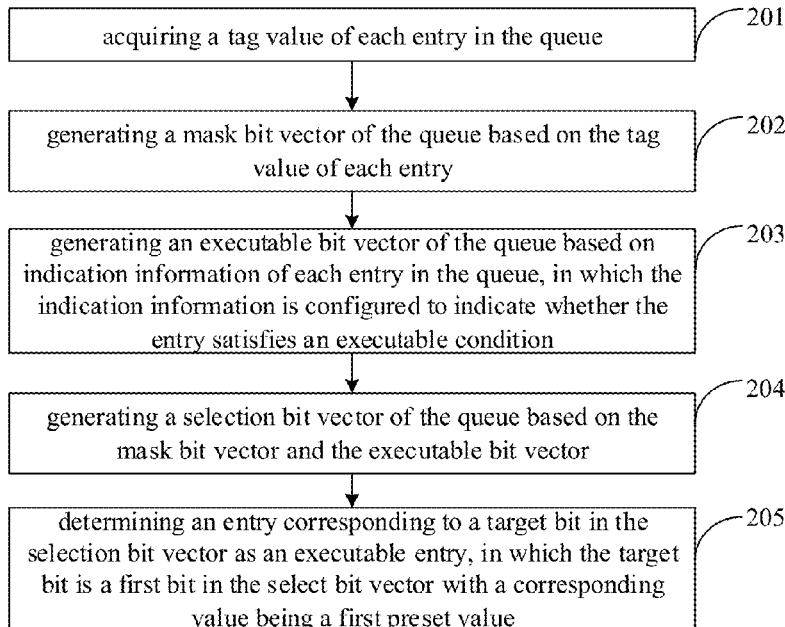 acquiring a tag value of each entry in the queue
201
generating a mask bit vector of the queue based on the tag
value of each entry
202
generating an executable bit vector of the queue based on
indication information of each entry in the queue, in which the
indication information is configured to indicate whether the
entry satisfies an executable condition
203
generating a selection bit vector of the queue based on the
mask bit vector and the executable bit vector
204
determining an entry corresponding to a target bit in the
selection bit vector as an executable entry, in which the target
bit is a first bit in the select bit vector with a corresponding
value being a first preset value
205